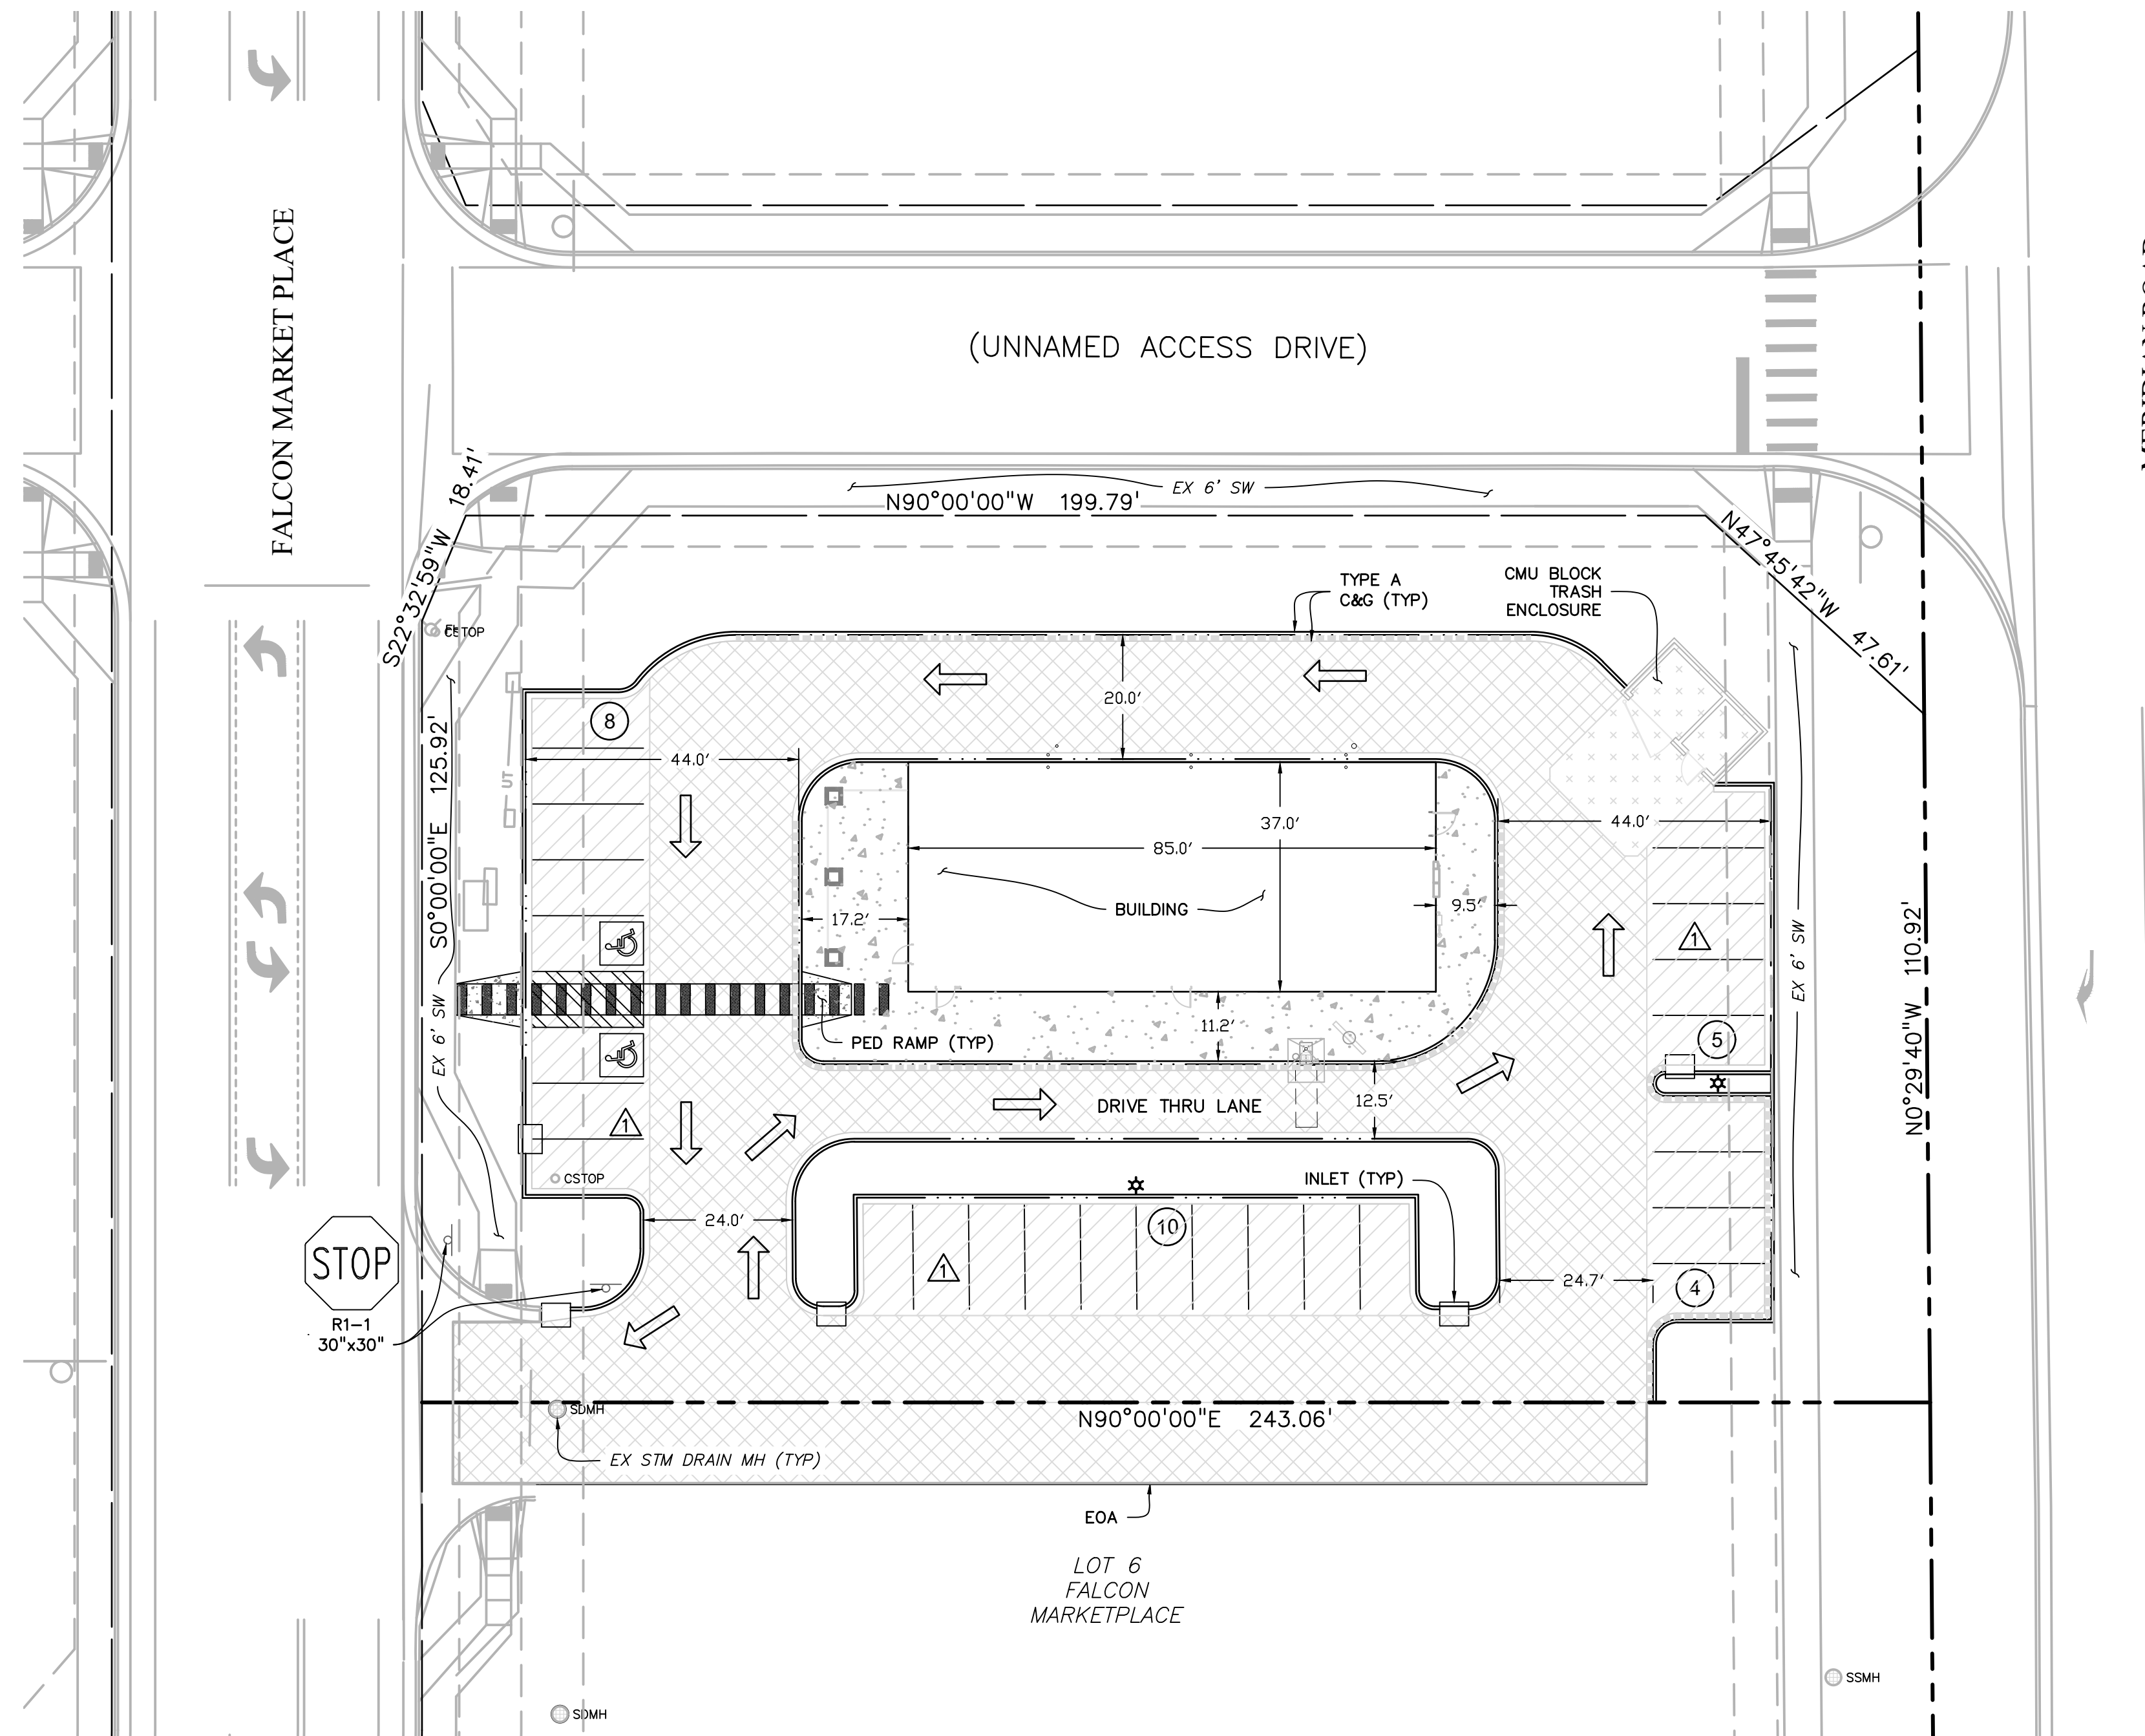 FALCON MARKET PLACE
(UNNAMED ACCESS DRIVE)
S22°32'59"W 18.41'
EX 6' SW
N90°00'00"W 199.79'
N47°45'42"W 47.61'
TYPE A
C&G (TYP)
CMU BLOCK
TRASH
ENCLOSURE
CSTOP
20.0'
8
S0°00'00"E 125.92'
44.0'
UT
37.0'
44.0'
85.0'
BUILDING
17.2'
9.5'
N0°29'40"W 110.92'
EX 6' SW
1
EX 6' SW
11.2'
PED RAMP (TYP)
5
DRIVE THRU LANE
12.5'
1
CSTOP
INLET (TYP)
24.0'
10
STOP
1
24.7'
4
R1-1
30"x30"
SDMH
N90°00'00"E 243.06'
EX STM DRAIN MH (TYP)
EOA
LOT 6
FALCON
MARKETPLACE
SSMH
SDMH